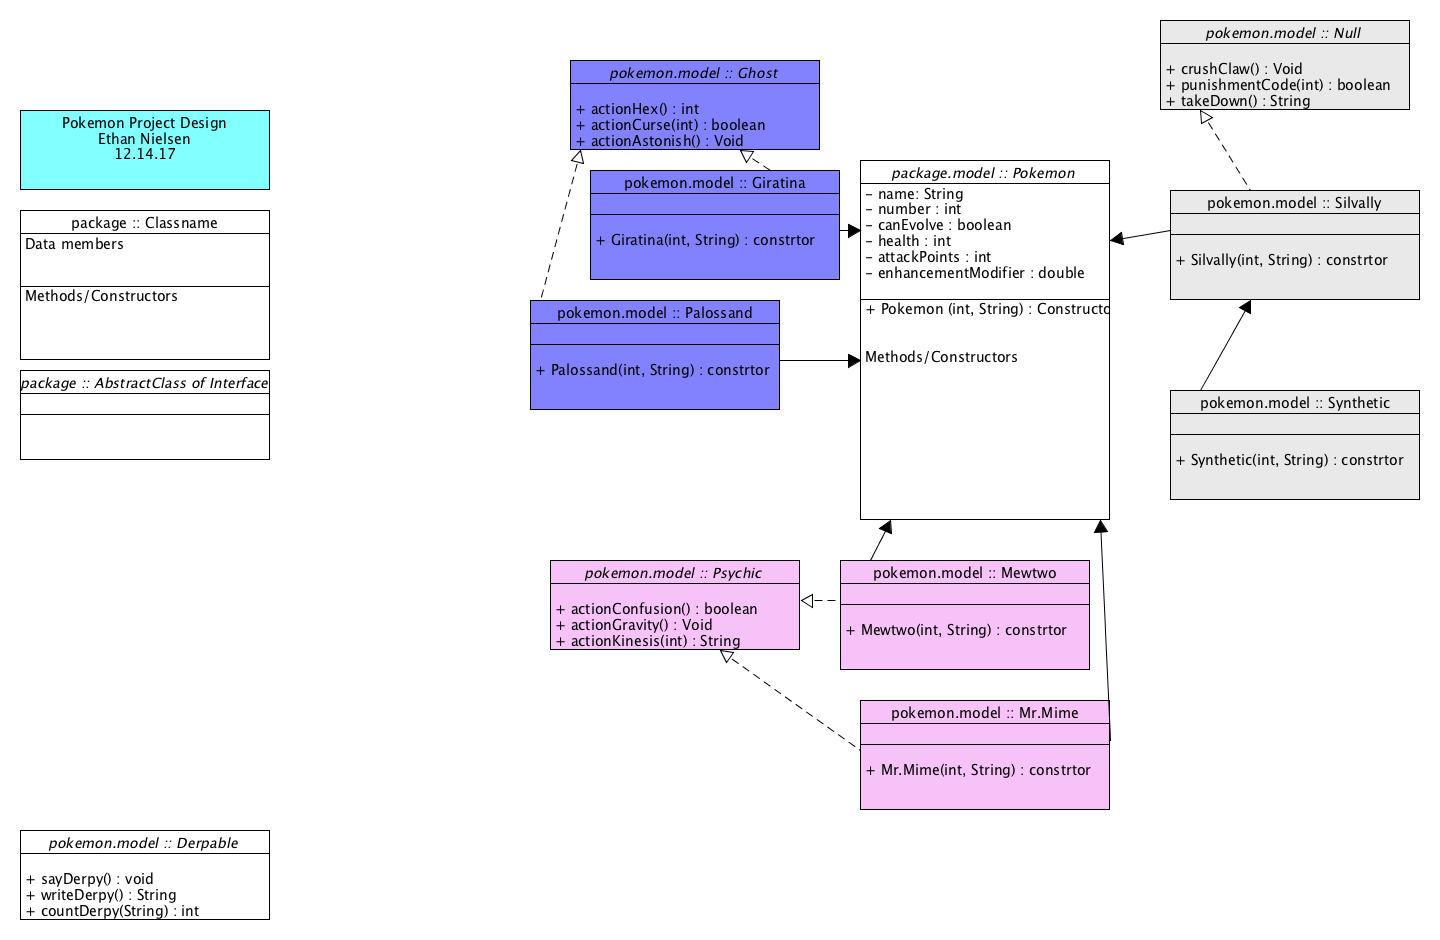 Pokemon Project Design
Ethan Nielsen
12.14.17
package :: Classname
Data members
Methods/Constructors
package :: AbstractClass of Interface
pokemon.model :: Derpable
+ sayDerpy() : void
+ writeDerpy() : String
+ countDerpy(String) : int
pokemon.model :: Ghost
+ actionHex() : int
+ actionCurse(int) : boolean
+ actionAstonish() : Void
pokemon.model :: Giratina
+ Giratina(int, String) : constrtor
pokemon.model :: Palossand
+ Palossand(int, String) : constrtor
package.model :: Pokemon
– name: String
– number : int
– canEvolve : boolean
– health : int
– attackPoints : int
– enhancementModifier : double
+ Pokemon (int, String) : Constructo
Methods/Constructors
pokemon.model :: Null
+ crushClaw() : Void
+ punishmentCode(int) : boolean
+ takeDown() : String
pokemon.model :: Silvally
+ Silvally(int, String) : constrtor
pokemon.model :: Synthetic
+ Synthetic(int, String) : constrtor
pokemon.model :: Psychic
+ actionConfusion() : boolean
+ actionGravity() : Void
+ actionKinesis(int) : String
pokemon.model :: Mewtwo
+ Mewtwo(int, String) : constrtor
pokemon.model :: Mr.Mime
+ Mr.Mime(int, String) : constrtor